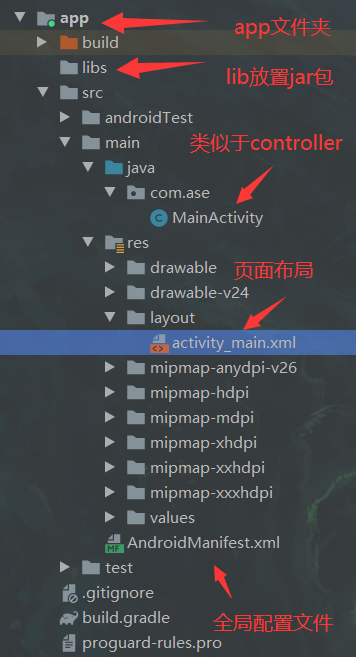 app
app文件夹
build
libs
lib放置jar包
src
androidTest
main
类似于controller
java
com.ase
MainActivity
res
drawable
页面布局
drawable-v24
layout
activity_main.xml
mipmap-anydpi-v26
mipmap-hdpi
mipmap-mdpi
mipmap-xhdpi
mipmap-xxhdpi
mipmap-xxxhdpi
values
MF AndroidManifest.xml
test
.gitignore
全局配置文件
build.gradle
proguard-rules.pro